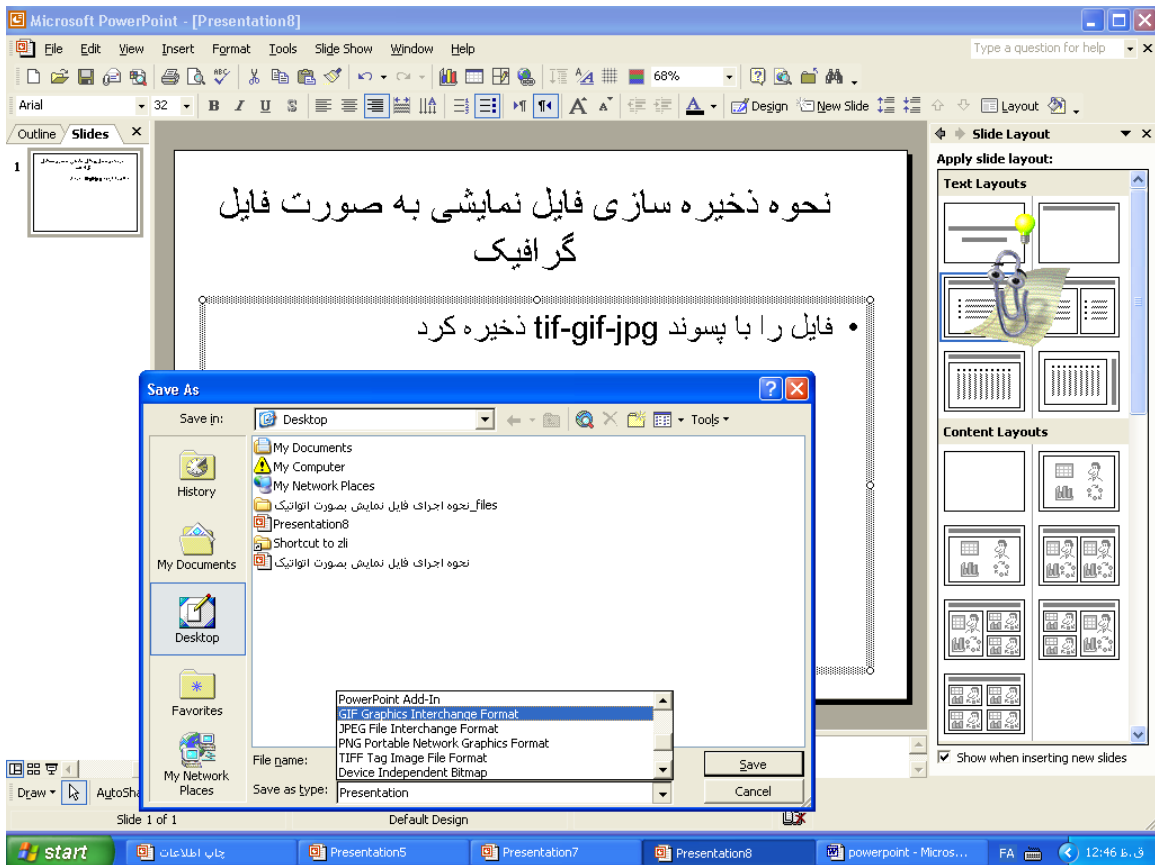 Microsoft PowerPoint - [Presentation8]
File Edit View Insert Format Tools Slide Show Window Help
Type a question for help
68%
Arial 32 B I U S Design New Slide Layout
Outline Slides
Slide Layout
1
Apply slide layout:
Text Layouts
نحوه ذخیره سازی فایل نمایشی به صورت فایل
گرافیک
• فایل را با پسوند tif-gif-jpg ذخیره کرد
Content Layouts
Save As
Save in: Desktop Tools
My Documents
My Computer
My Network Places
نحوه اجرای فایل نمایش بصورت اتواتیک_files
Presentation8
Shortcut to zli
نحوه اجرای فایل نمایش بصورت اتواتیک
History
My Documents
Desktop
Favorites
My Network
Places
PowerPoint Add-In
GIF Graphics Interchange Format
JPEG File Interchange Format
PNG Portable Network Graphics Format
TIFF Tag Image File Format
Device Independent Bitmap
File name:
Save as type: Presentation
Save
Cancel
Show when inserting new slides
Draw AutoSha
Slide 1 of 1 Default Design
start چاپ اطلاعات Presentation5 Presentation7 Presentation8 powerpoint - Micros... FA 12:46 ق.ظ